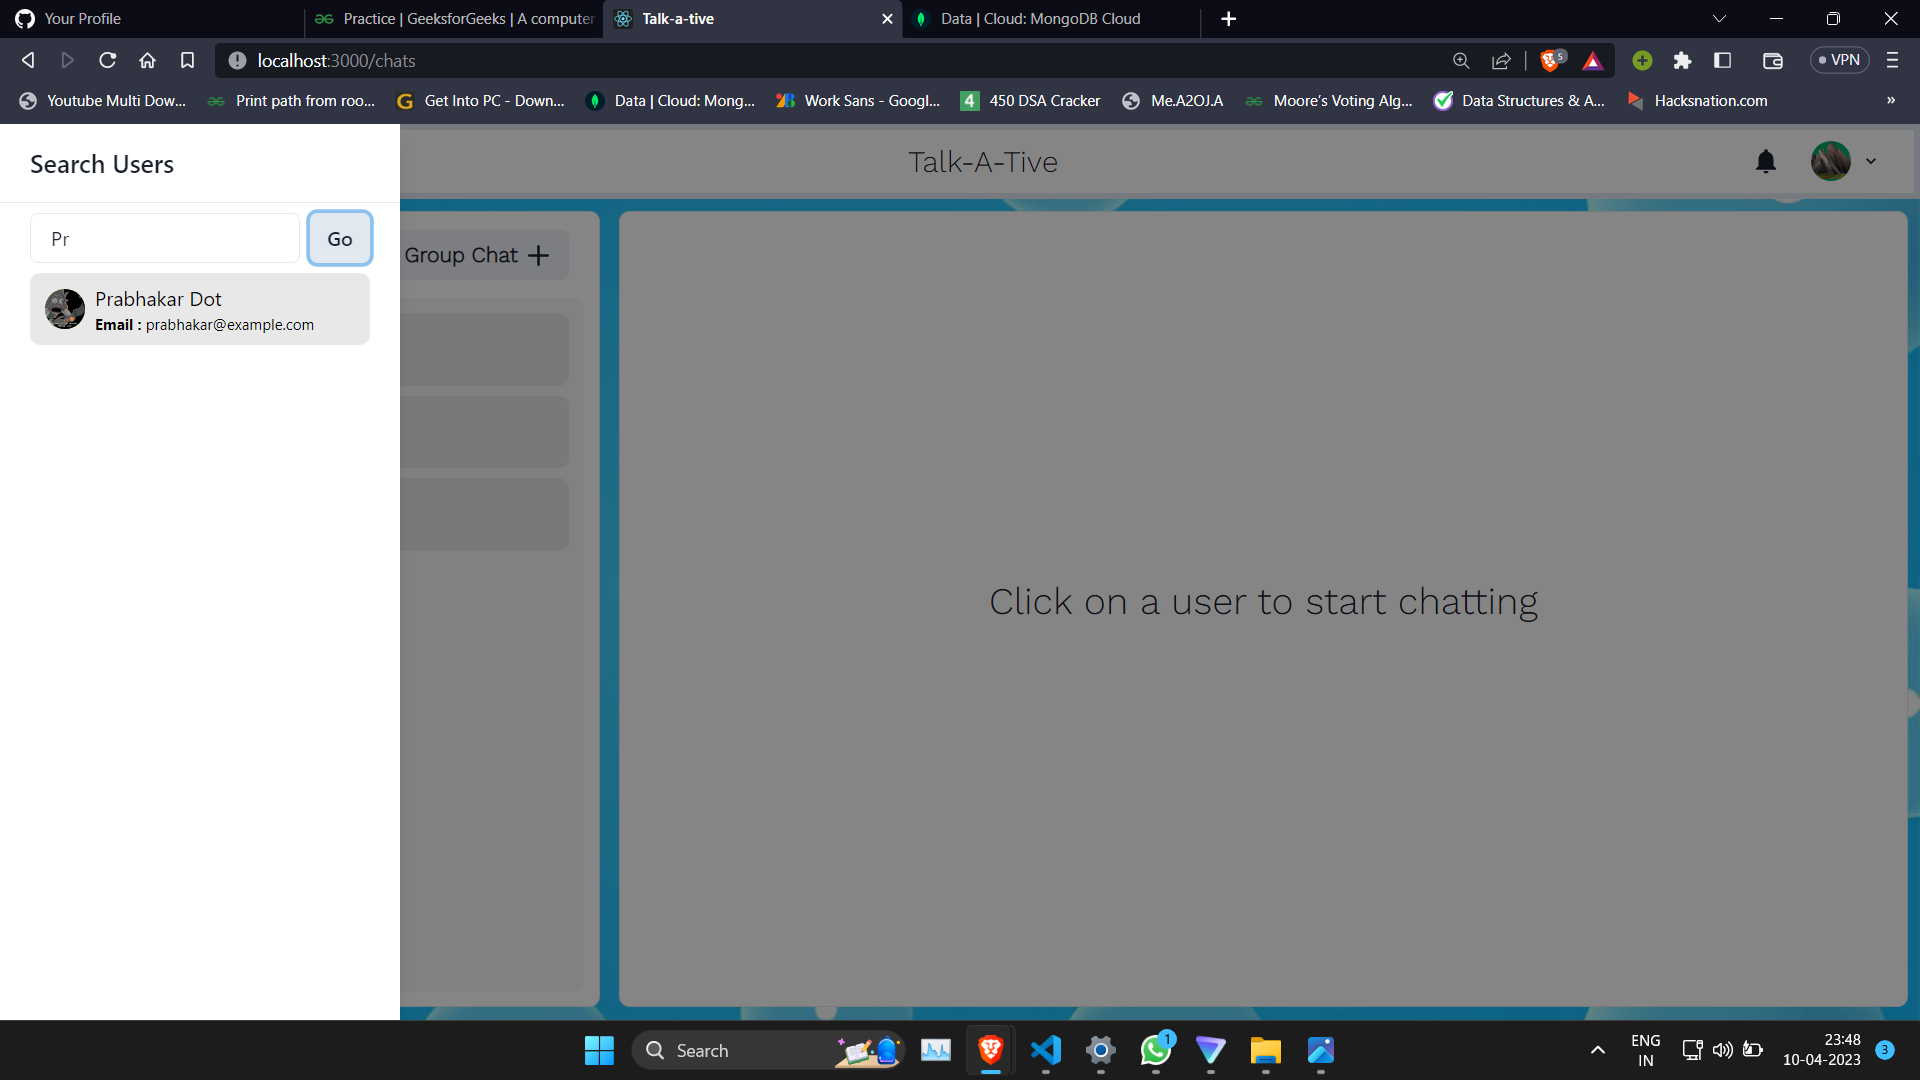 Your Profile
Practice | GeeksforGeeks | A computer
Talk-a-tive
Data | Cloud: MongoDB Cloud
localhost:3000/chats
5
VPN
Youtube Multi Dow...
Print path from roo...
Get Into PC - Down...
Data | Cloud: Mong...
Work Sans - Googl...
4
450 DSA Cracker
Me.A2OJ.A
Moore's Voting Alg...
Data Structures & A...
Hacksnation.com
»
Search Users
Talk-A-Tive
Pr
Go
Group Chat
Prabhakar Dot
Email : prabhakar@example.com
Click on a user to start chatting
Search
1
ENG
IN
23:48
10-04-2023
3